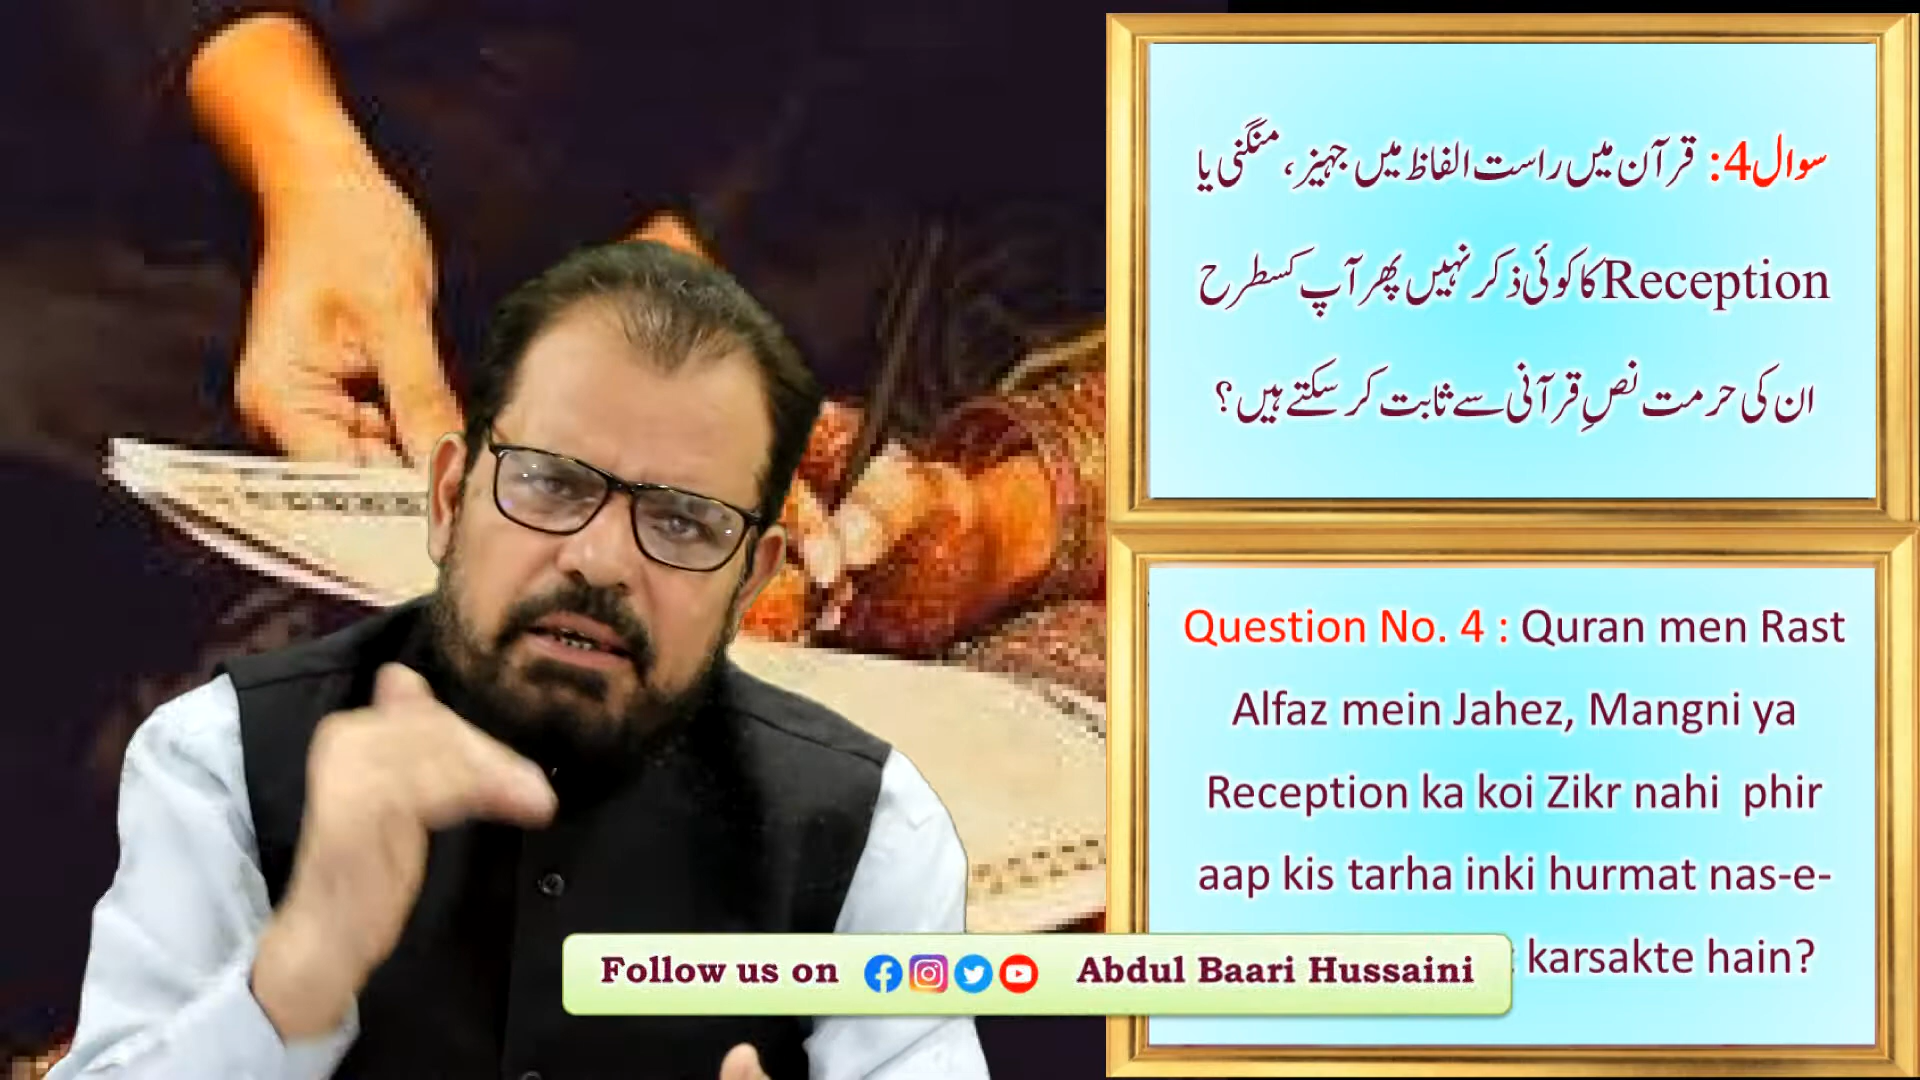 سوال4: قرآن میں راست الفاظ میں جہیز، منگنی یا
Reception کا کوئی ذکر نہیں پھر آپ کسطرح
ان کی حرمت نصِ قرآنی سے ثابت کر سکتے ہیں؟
Question No. 4 : Quran men Rast
Alfaz mein Jahez, Mangni ya
Reception ka koi Zikr nahi phir
aap kis tarha inki hurmat nas-e-
karsakte hain?
Follow us on Abdul Baari Hussaini